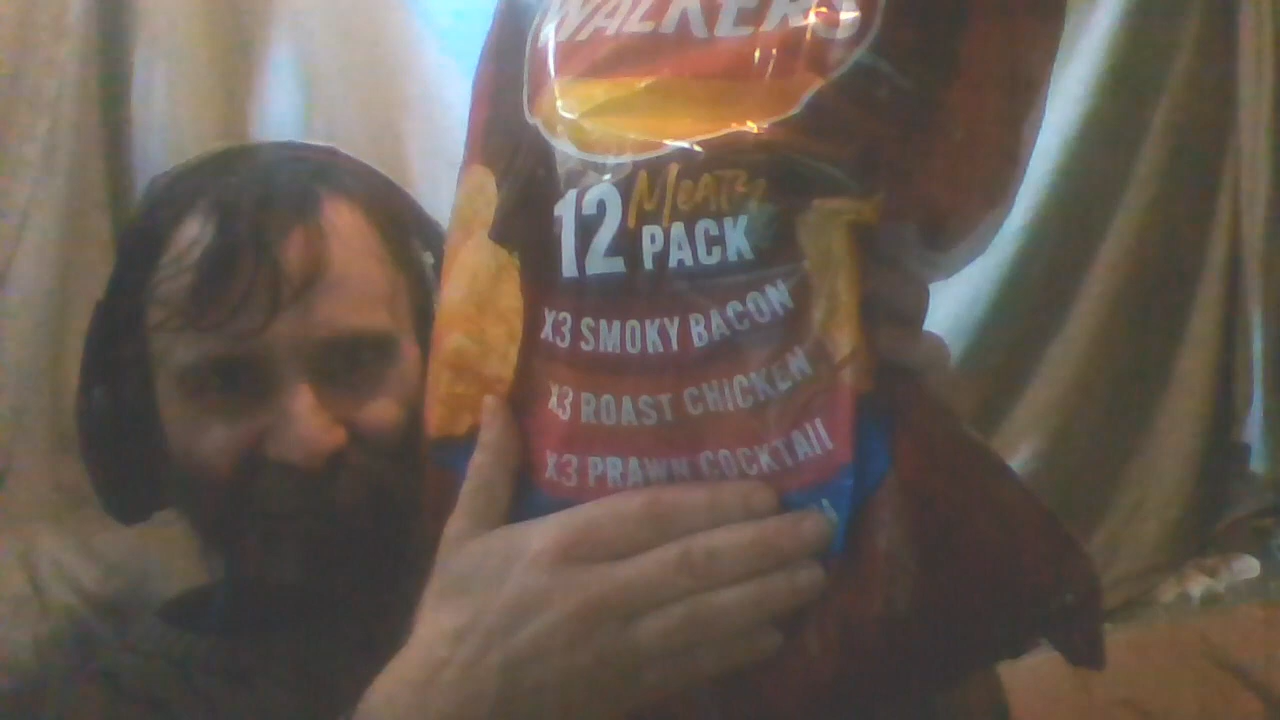 WALKERS
12 Meaty
PACK
X3 SMOKY BACON
X3 ROAST CHICKEN
X3 PRAWN COCKTAIL